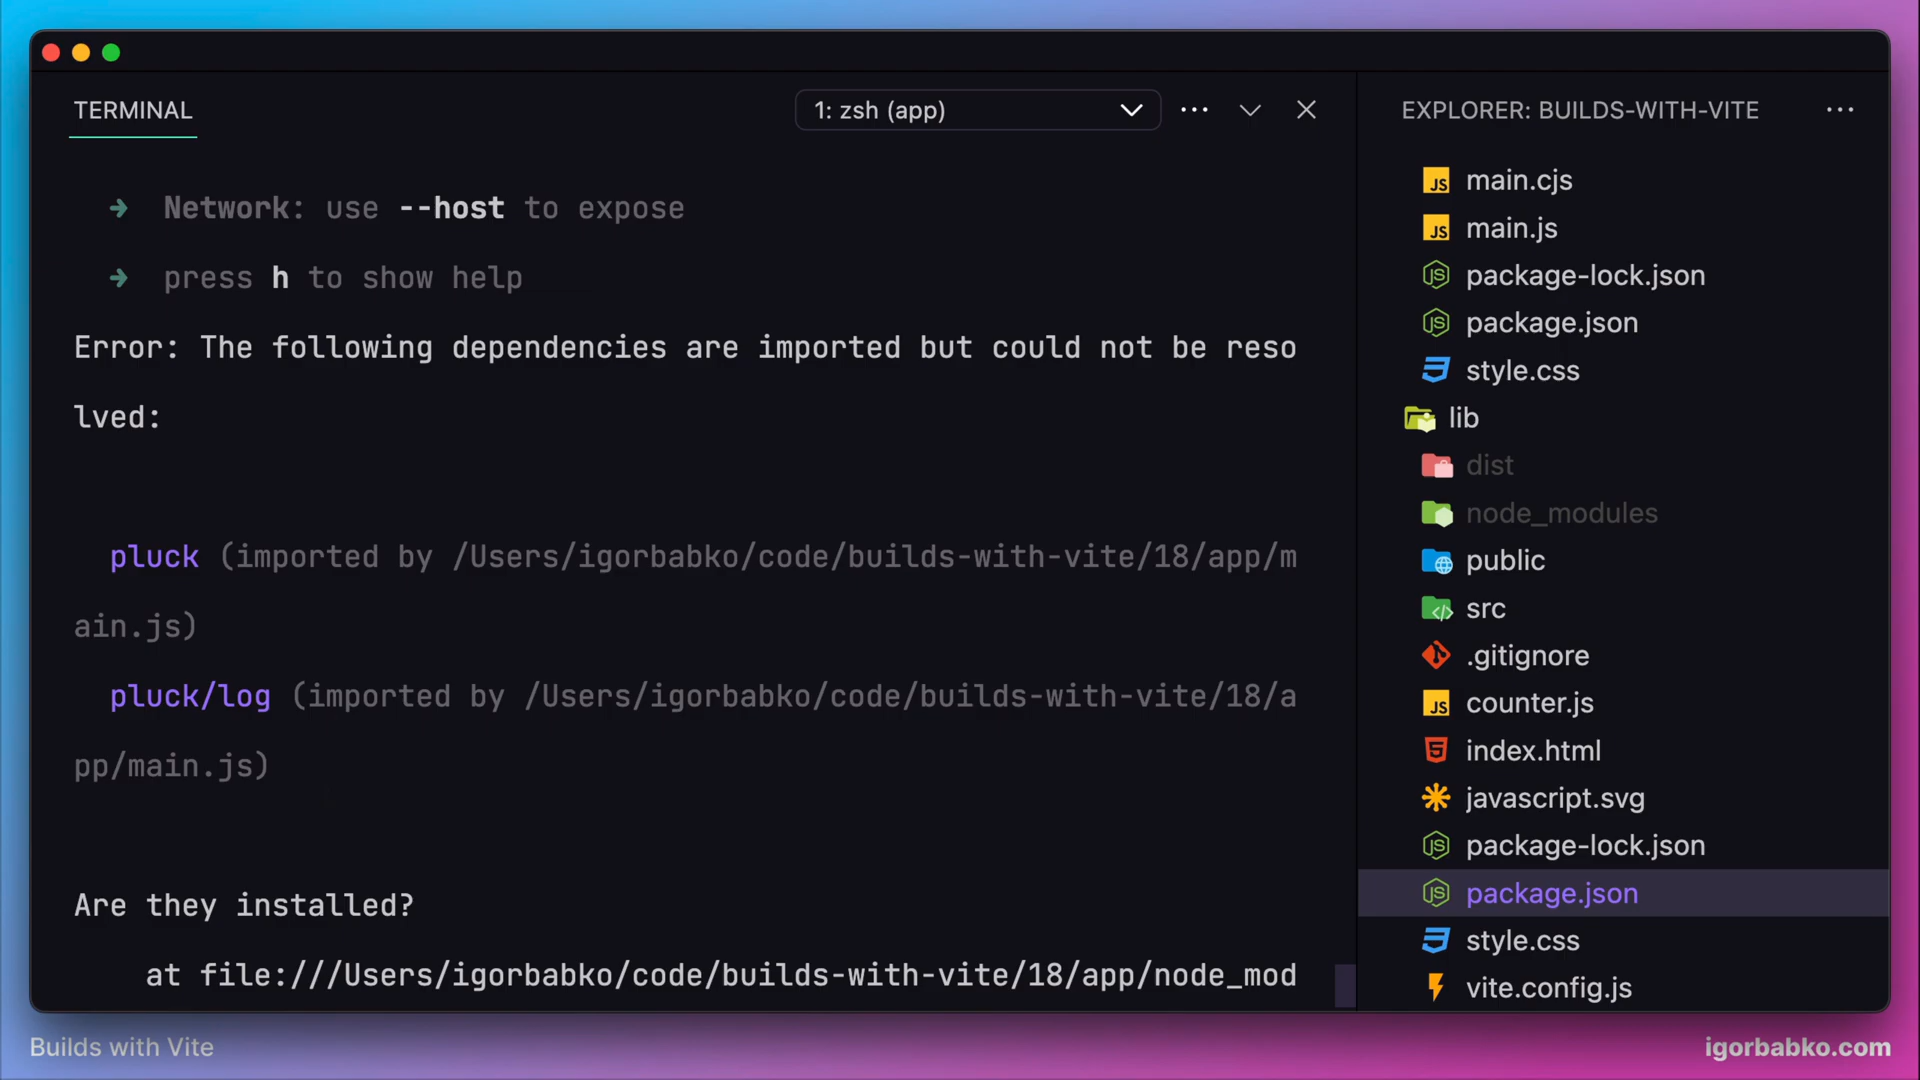 TERMINAL
1: zsh (app)
EXPLORER: BUILDS-WITH-VITE
➜ Network: use --host to expose
➜ press h to show help
Error: The following dependencies are imported but could not be reso
lved:
pluck (imported by /Users/igorbabko/code/builds-with-vite/18/app/m
ain.js)
pluck/log (imported by /Users/igorbabko/code/builds-with-vite/18/a
pp/main.js)
Are they installed?
at file:///Users/igorbabko/code/builds-with-vite/18/app/node_mod
main.cjs
main.js
package-lock.json
package.json
style.css
lib
dist
node_modules
public
src
.gitignore
counter.js
index.html
javascript.svg
package-lock.json
package.json
style.css
vite.config.js
Builds with Vite
igorbabko.com